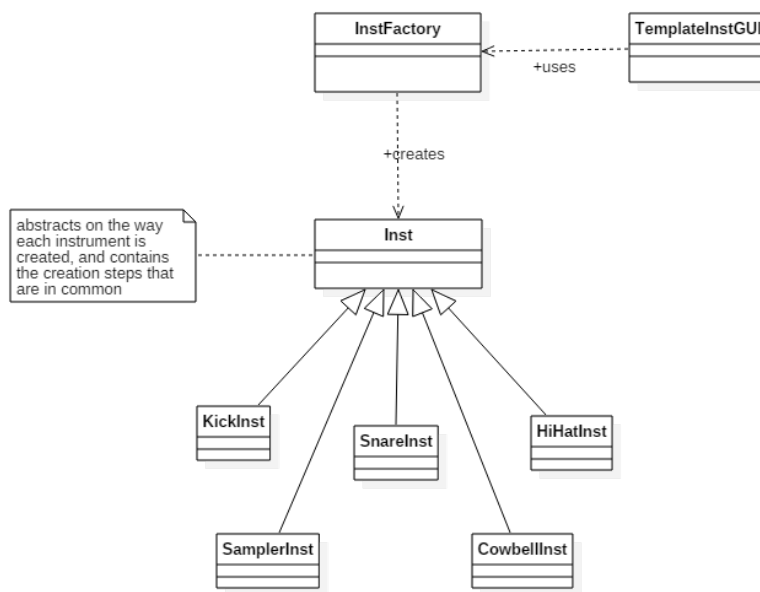 InstFactory
TemplateInstGUI
+uses
+creates
abstracts on the way
each instrument is
created, and contains
the creation steps that
are in common
Inst
KickInst
SnareInst
HiHatInst
SamplerInst
CowbellInst